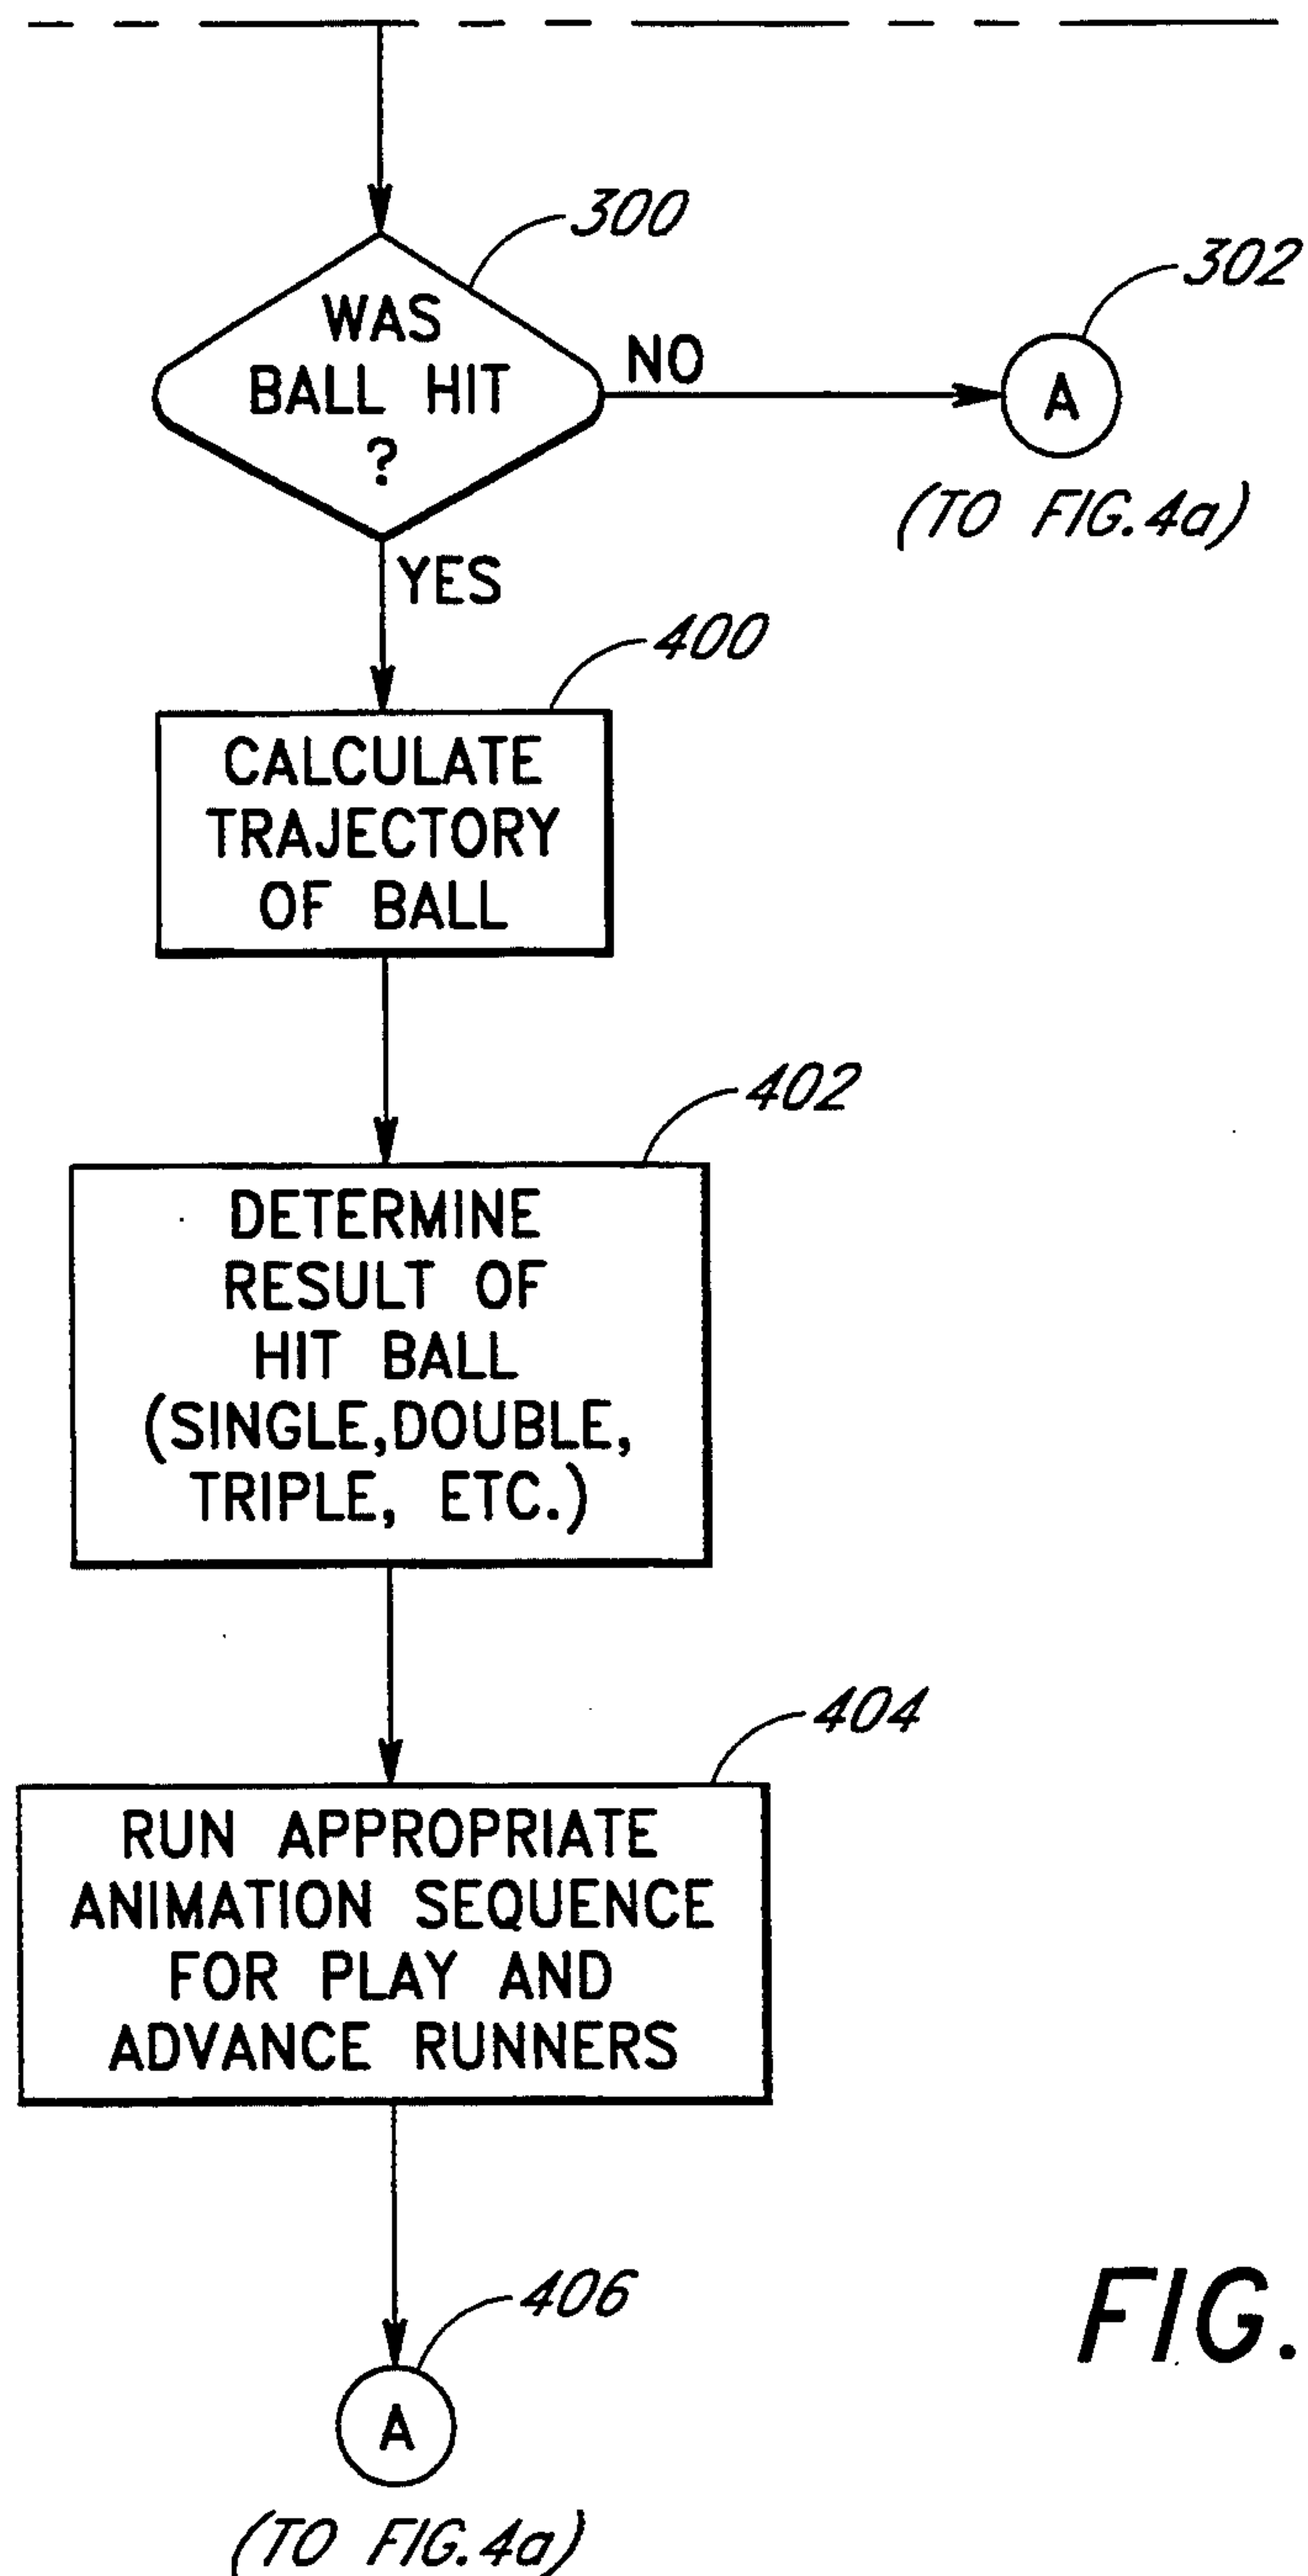 300
302
WAS
BALL HIT
?
NO
A
(TO FIG.4a)
YES
400
CALCULATE
TRAJECTORY
OF BALL
402
DETERMINE
RESULT OF
HIT BALL
(SINGLE,DOUBLE,
TRIPLE, ETC.)
404
RUN APPROPRIATE
ANIMATION SEQUENCE
FOR PLAY AND
ADVANCE RUNNERS
406
FIG.
A
(TO FIG.4a)